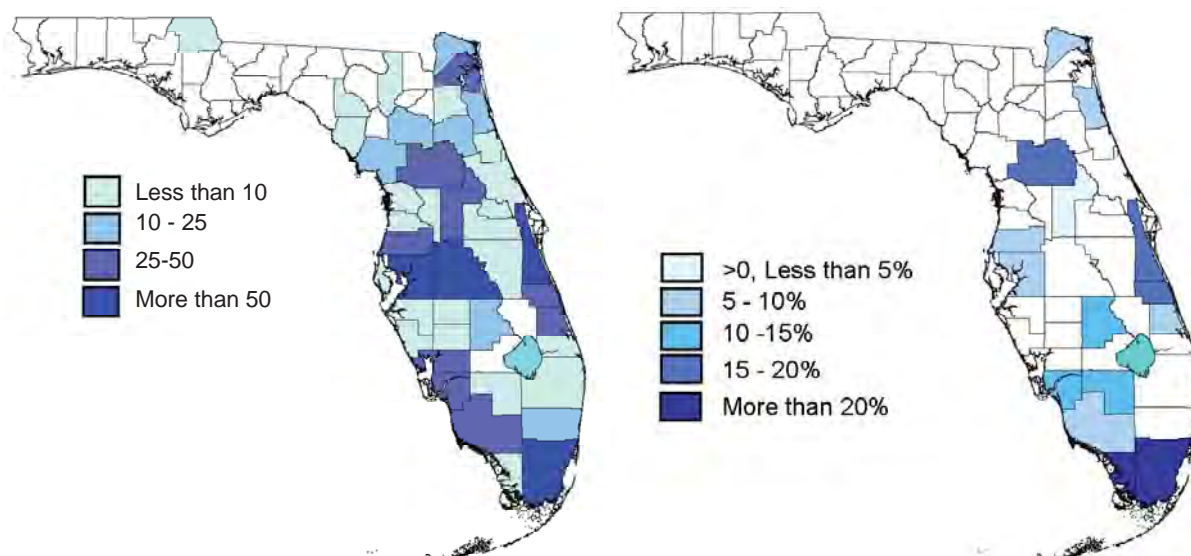 Less than 10
10 - 25
25-50
More than 50
>0, Less than 5%
5 - 10%
10 -15%
15 - 20%
More than 20%